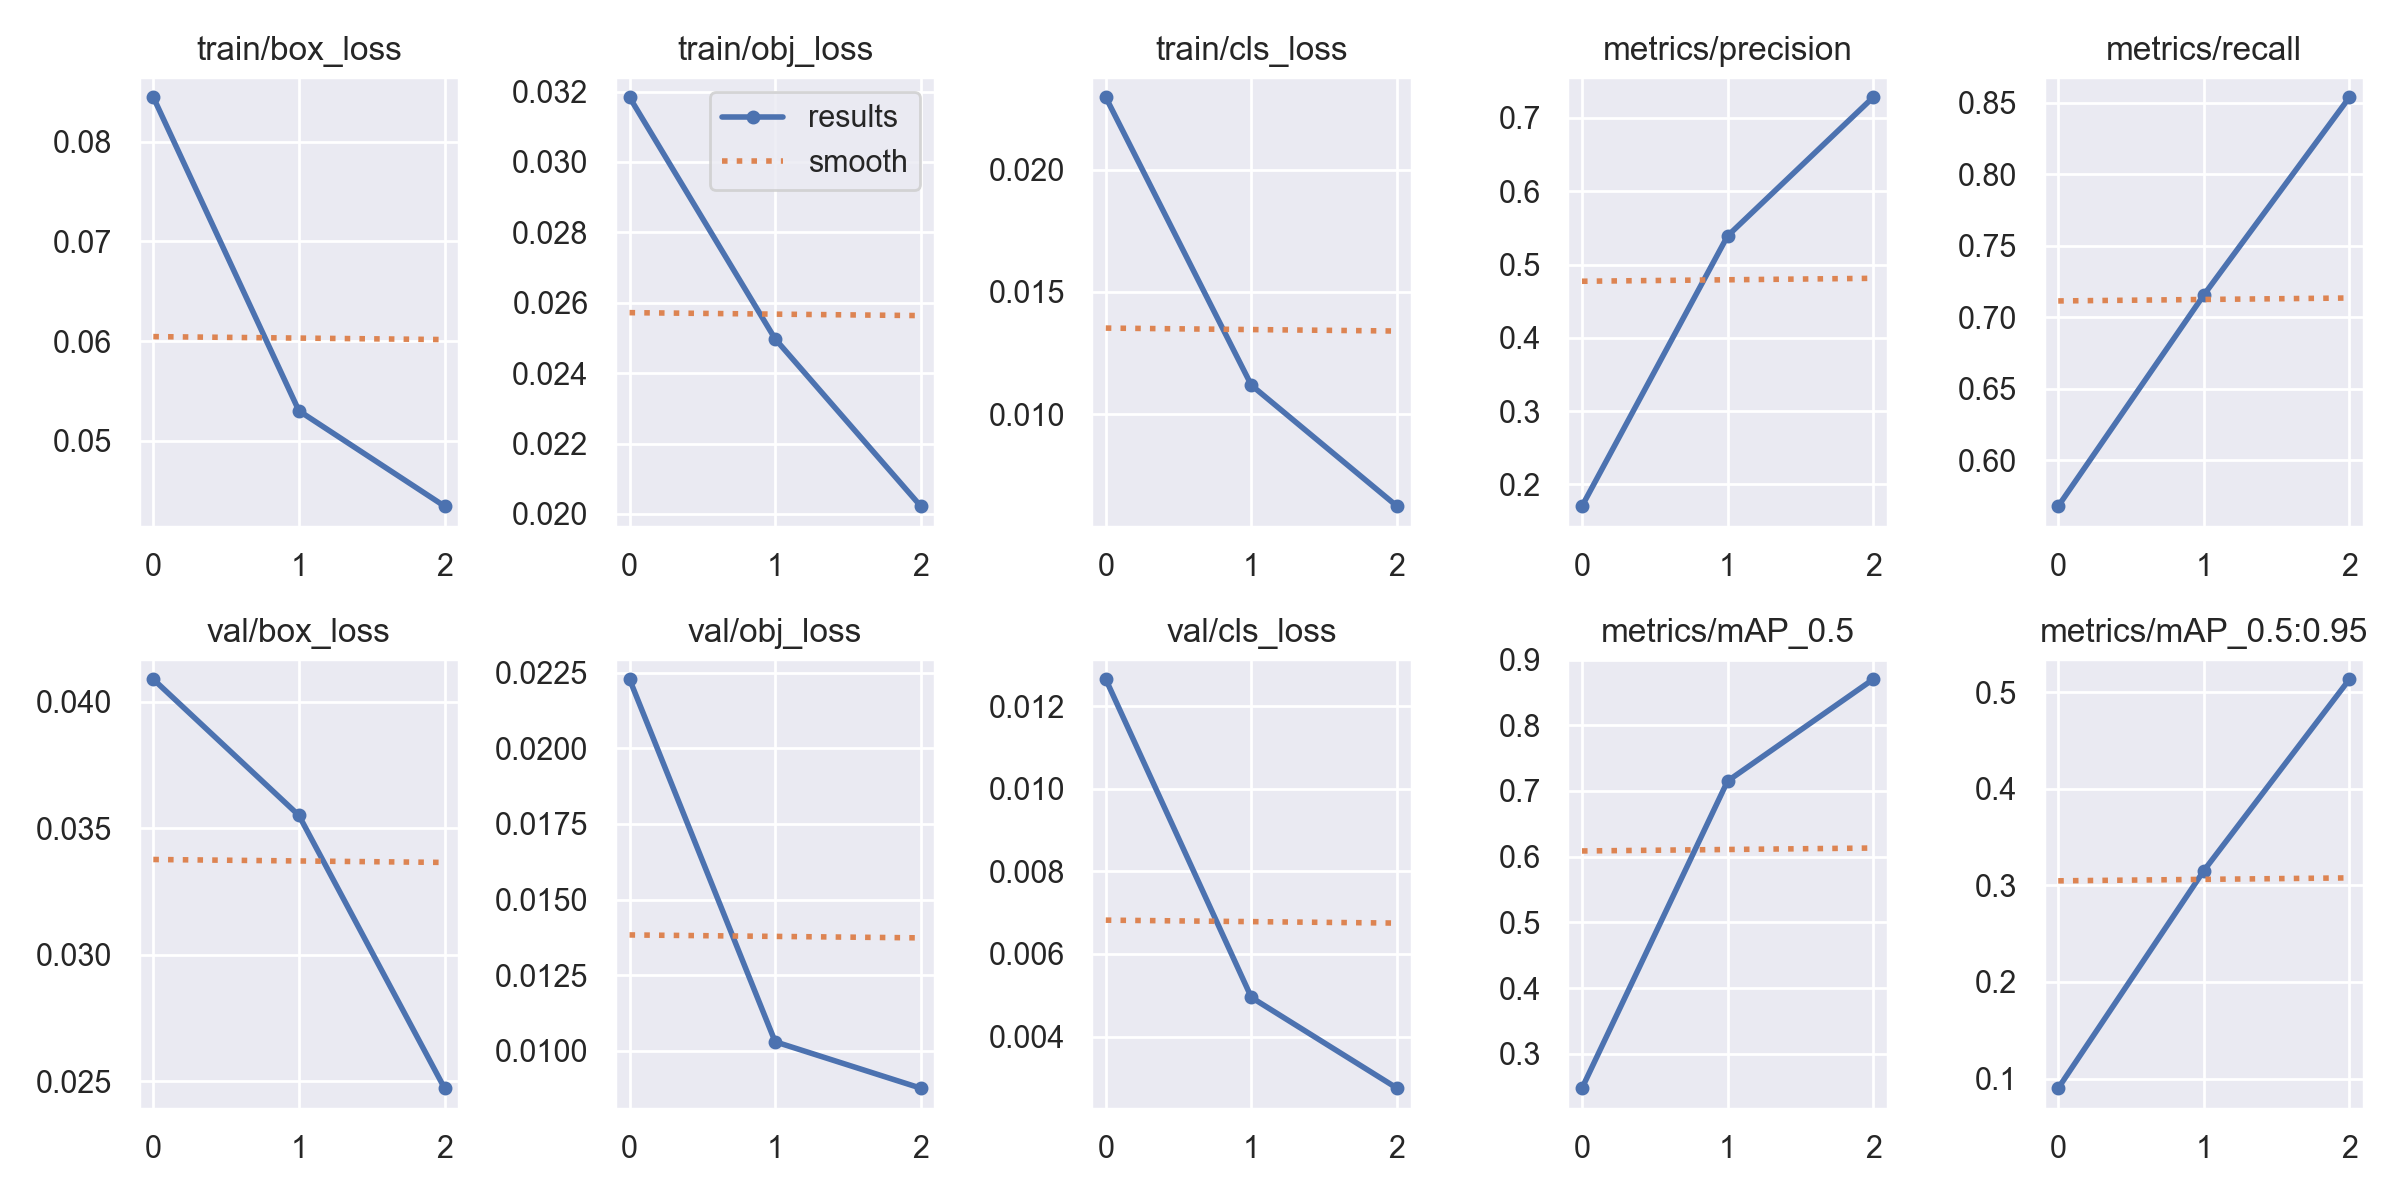 train/box_loss
0.08
0.07
0.06
0.05
0 1 2
train/obj_loss
0.032
0.030
0.028
0.026
0.024
0.022
0.020
results
smooth
0 1 2
train/cls_loss
0.020
0.015
0.010
0 1 2
metrics/precision
0.7
0.6
0.5
0.4
0.3
0.2
0 1 2
metrics/recall
0.85
0.80
0.75
0.70
0.65
0.60
0 1 2
val/box_loss
0.040
0.035
0.030
0.025
0 1 2
val/obj_loss
0.0225
0.0200
0.0175
0.0150
0.0125
0.0100
0 1 2
val/cls_loss
0.012
0.010
0.008
0.006
0.004
0 1 2
metrics/mAP_0.5
0.9
0.8
0.7
0.6
0.5
0.4
0.3
0 1 2
metrics/mAP_0.5:0.95
0.5
0.4
0.3
0.2
0.1
0 1 2